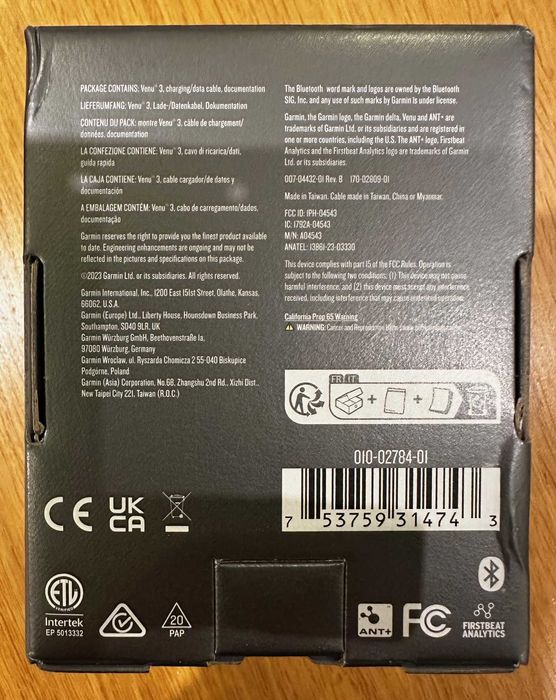 PACKAGE CONTAINS: Venu® 3, charging/data cable, documentation
LIEFERUMFANG: Venu® 3, Lade-/Datenkabel, Dokumentation
CONTENU DU PACK: montre Venu® 3, câble de chargement/
données, documentation
LA CONFEZIONE CONTIENE: Venu® 3, cavo di ricarica/dati,
guida rapida
LA CAJA CONTIENE: Venu® 3, cable cargador/de datos y
documentación
A EMBALAGEM CONTÉM: Venu® 3, cabo de carregamento/dados,
documentação
Garmin reserves the right to provide you the finest product available
to date. Engineering enhancements are ongoing and may not be
reflected in the pictures and specifications on this package.
©2023 Garmin Ltd. or its subsidiaries. All rights reserved.
Garmin International, Inc., 1200 East 151st Street, Olathe, Kansas,
66062, U.S.A.
Garmin (Europe) Ltd., Liberty House, Hounsdown Business Park,
Southampton, SO40 9LR, UK
Garmin Würzburg GmbH, Beethovenstraße 1a,
97080 Würzburg, Germany
Garmin Wroclaw, ul. Ryszarda Chomicza 2 55-040 Biskupice
Podgórne, Poland
Garmin (Asia) Corporation, No.68, Zhangshu 2nd Rd., Xizhi Dist.,
New Taipei City 221, Taiwan (R.O.C.)
The Bluetooth® word mark and logos are owned by the Bluetooth
SIG, Inc. and any use of such marks by Garmin is under license.
Garmin, the Garmin logo, the Garmin delta, Venu and ANT+ are
trademarks of Garmin Ltd. or its subsidiaries and are registered in
one or more countries, including the U.S. The ANT+ logo, Firstbeat
Analytics and the Firstbeat Analytics logo are trademarks of Garmin
Ltd. or its subsidiaries.
007-04432-01 Rev. B 170-02809-01
Made in Taiwan. Cable made in Taiwan, China or Myanmar.
FCC ID: IPH-04543
IC: 1792A-04543
M/N: A04543
ANATEL: 13861-23-03330
This device complies with part 15 of the FCC Rules. Operation is
subject to the following two conditions: (1) This device may not cause
harmful interference, and (2) this device must accept any interference
received, including interference that may cause undesired operation.
California Prop 65 Warning
WARNING: Cancer and Reproductive Harm
FR
010-02784-01
7 53759 31474 3
CE
UK
CA
ETL
VERIFIED
Intertek
EP 5013332
20
PAP
ANT+
FC
FIRSTBEAT
ANALYTICS